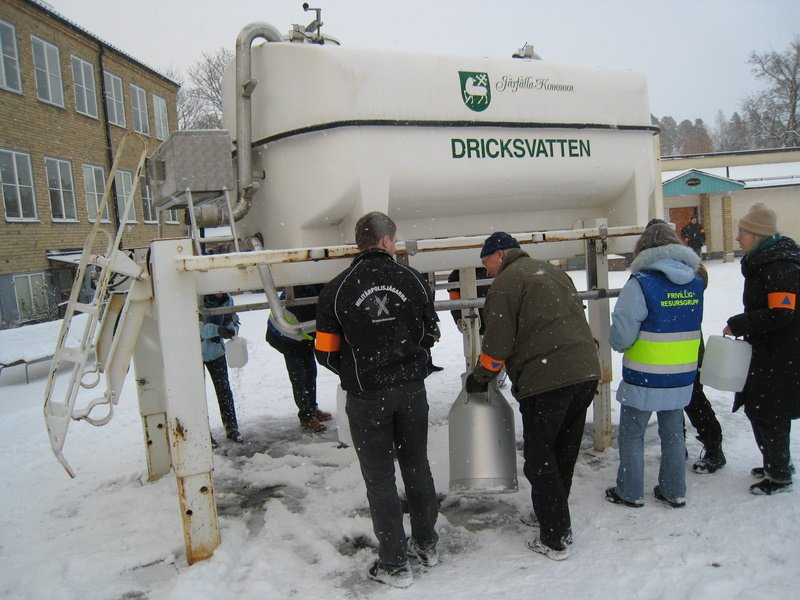 Järfälla Kommun
DRICKSVATTEN
MILITÄRPOLISJÄGARNA
FRIVILLIG
RESURSGRUPP